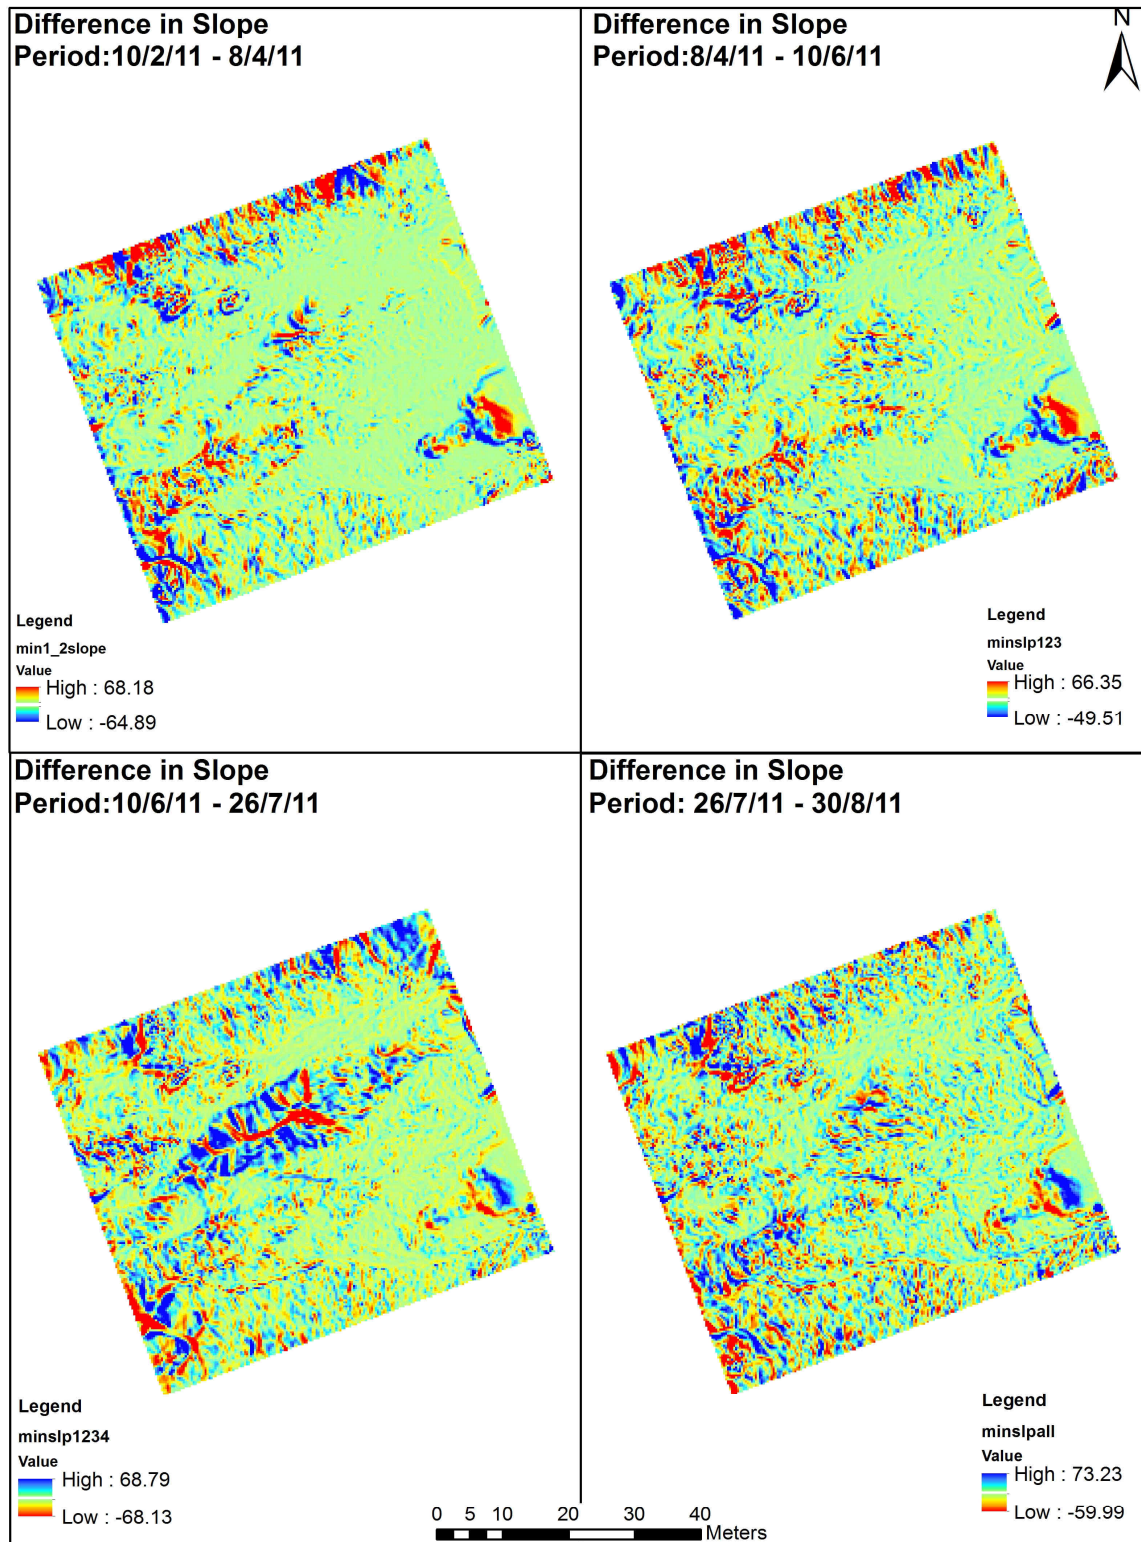 Difference in Slope
Period:10/2/11 - 8/4/11
Legend
min1_2slope
Value
High : 68.18
Low : -64.89
Difference in Slope
Period:8/4/11 - 10/6/11
N
Legend
minslp123
Value
High : 66.35
Low : -49.51
Difference in Slope
Period:10/6/11 - 26/7/11
Legend
minslp1234
Value
High : 68.79
Low : -68.13
Difference in Slope
Period: 26/7/11 - 30/8/11
Legend
minslpall
Value
High : 73.23
Low : -59.99
0 5 10 20 30 40
Meters